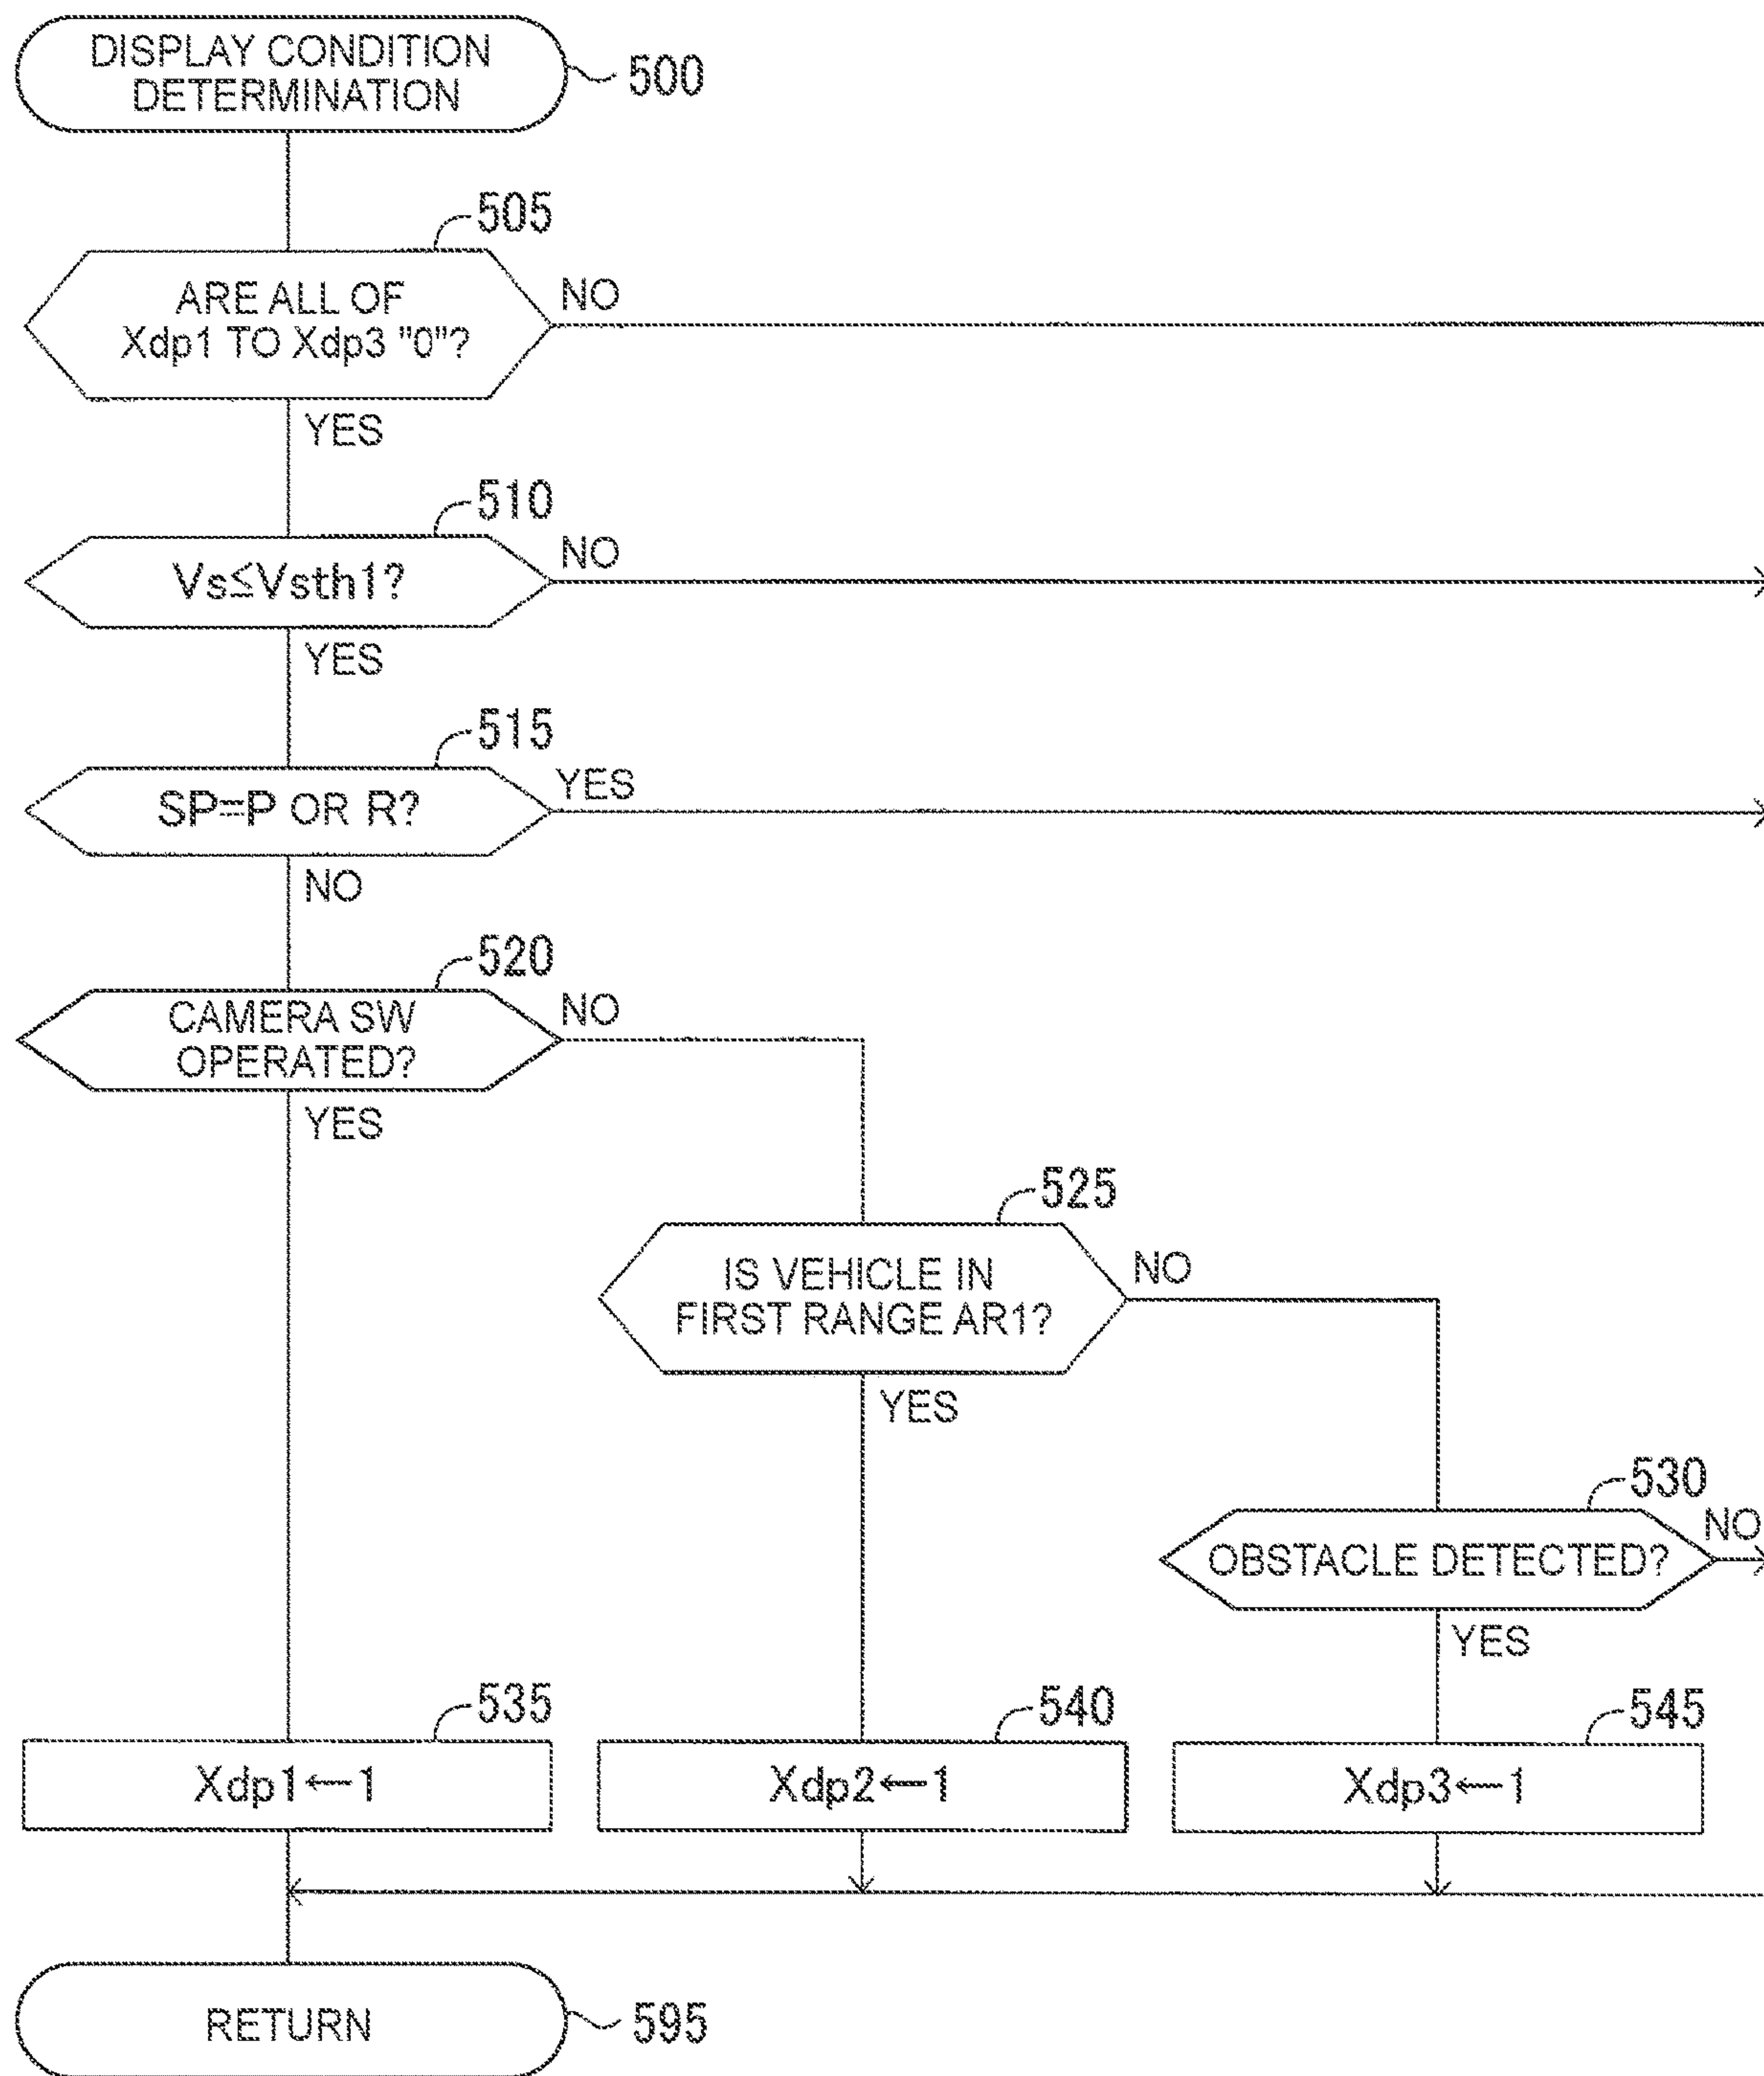 DISPLAY CONDITION
DETERMINATION
500
505
ARE ALL OF
Xdp1 TO Xdp3 "0"?
NO
YES
510
Vs≦Vsth1?
NO
YES
515
SP=P OR R?
YES
NO
520
CAMERA SW
OPERATED?
NO
YES
525
IS VEHICLE IN
FIRST RANGE AR1?
NO
YES
530
OBSTACLE DETECTED?
NO
YES
535
Xdp1←1
540
Xdp2←1
545
Xdp3←1
RETURN
595